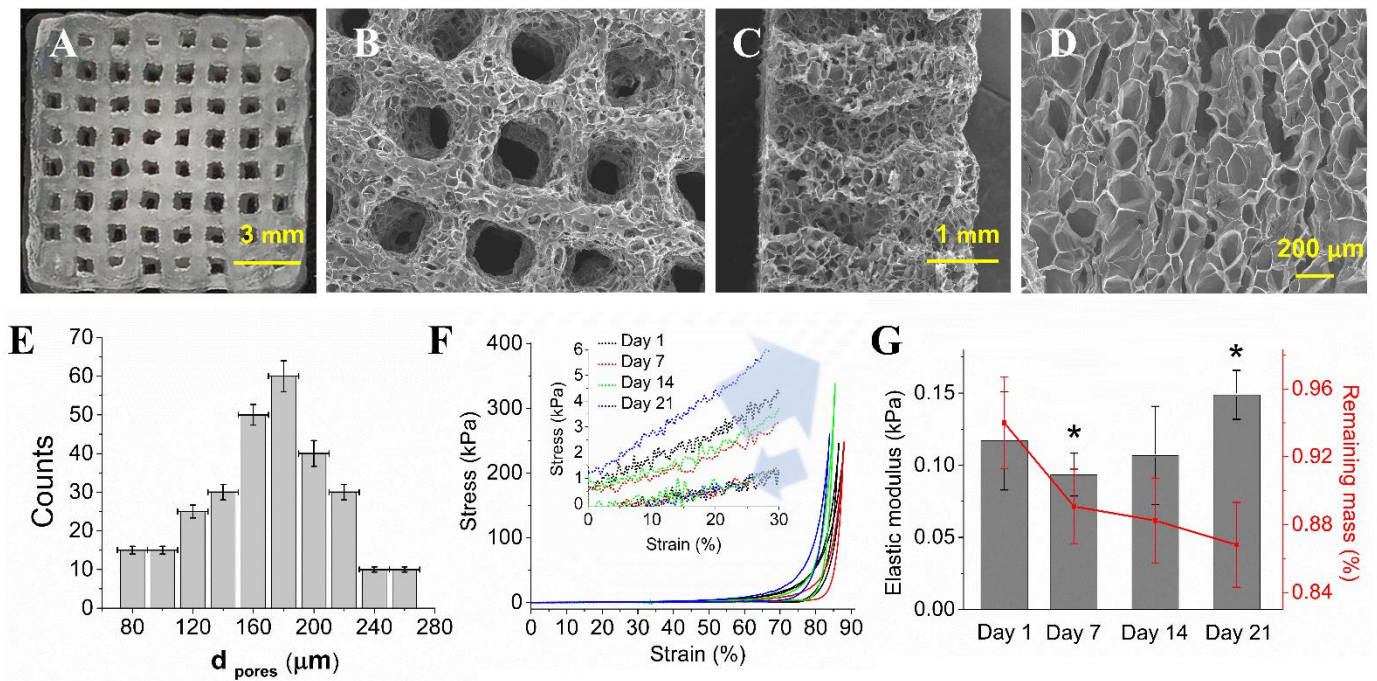 A
B
C
D
3 mm
1 mm
200 µm
E
70
60
50
40
30
20
10
0
Counts
80
120
160
200
240
280
d pores (µm)
F
400
300
200
100
0
Stress (kPa)
0
10
20
30
40
50
60
70
80
90
Strain (%)
6
5
4
3
2
1
0
Stress (kPa)
0
10
20
30
Strain (%)
Day 1
Day 7
Day 14
Day 21
G
0.15
0.10
0.05
0.00
Elastic modulus (kPa)
*
*
0.96
0.92
0.88
0.84
Remaining mass (%)
Day 1
Day 7
Day 14
Day 21